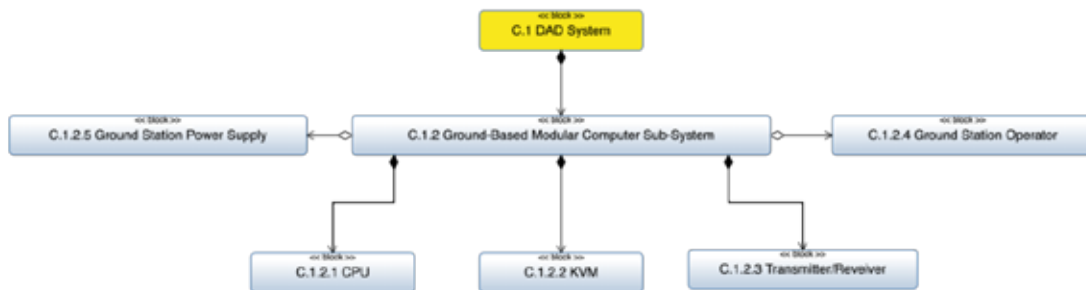 << block >>
C.1 DAD System
<< block >>
C.1.2.5 Ground Station Power Supply
<< block >>
C.1.2 Ground-Based Modular Computer Sub-System
<< block >>
C.1.2.4 Ground Station Operator
<< block >>
C.1.2.1 CPU
<< block >>
C.1.2.2 KVM
<< block >>
C.1.2.3 Transmitter/Reveiver